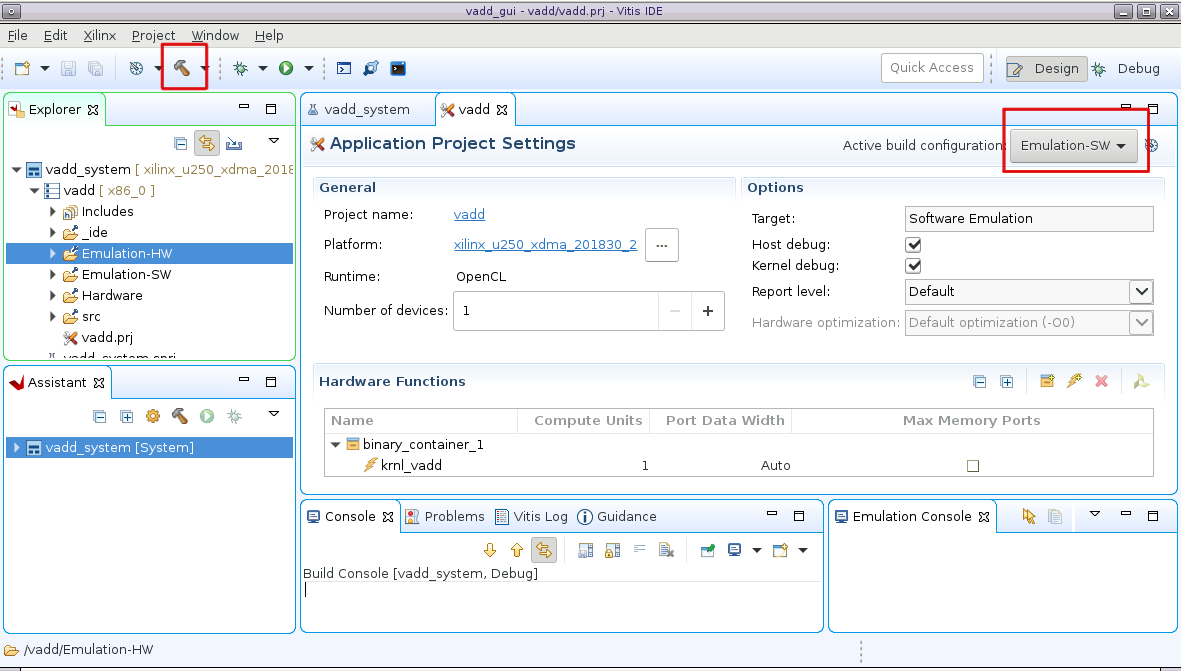 vadd_gui - vadd/vadd.prj - Vitis IDE
File Edit Xilinx Project Window Help
Quick Access
Design
Debug
Explorer
vadd_system [ xilinx_u250_xdma_2018
vadd [ x86_0 ]
Includes
_ide
Emulation-HW
Emulation-SW
Hardware
src
vadd.prj
vadd_system.sprj
Assistant
vadd_system [System]
vadd_system
vadd
Application Project Settings
Active build configuration:
Emulation-SW
General
Project name: vadd
Platform: xilinx_u250_xdma_201830_2 ...
Runtime: OpenCL
Number of devices: 1
Options
Target: Software Emulation
Host debug:
Kernel debug:
Report level: Default
Hardware optimization: Default optimization (-O0)
Hardware Functions
Name Compute Units Port Data Width Max Memory Ports
binary_container_1
krnl_vadd 1 Auto
Console Problems Vitis Log Guidance
Build Console [vadd_system, Debug]
Emulation Console
/vadd/Emulation-HW